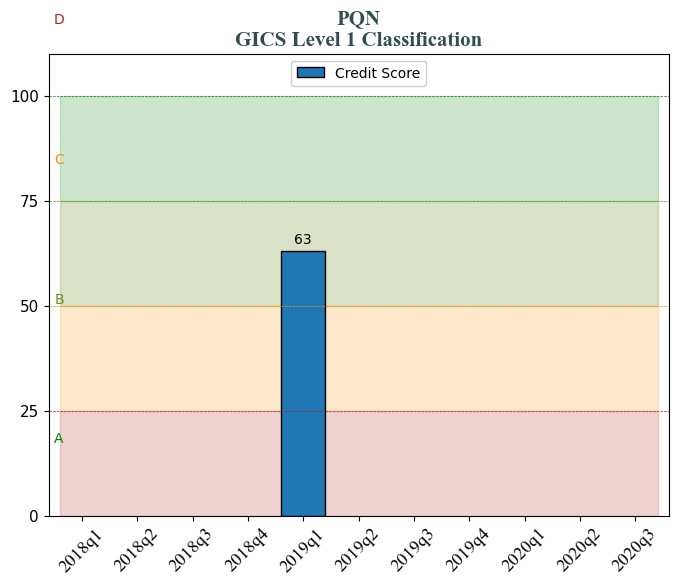 D
PQN
GICS Level 1 Classification
Credit Score
100
C
75
63
B
50
25
A
0
2018q1 2018q2 2018q3 2018q4 2019q1 2019q2 2019q3 2019q4 2020q1 2020q2 2020q3